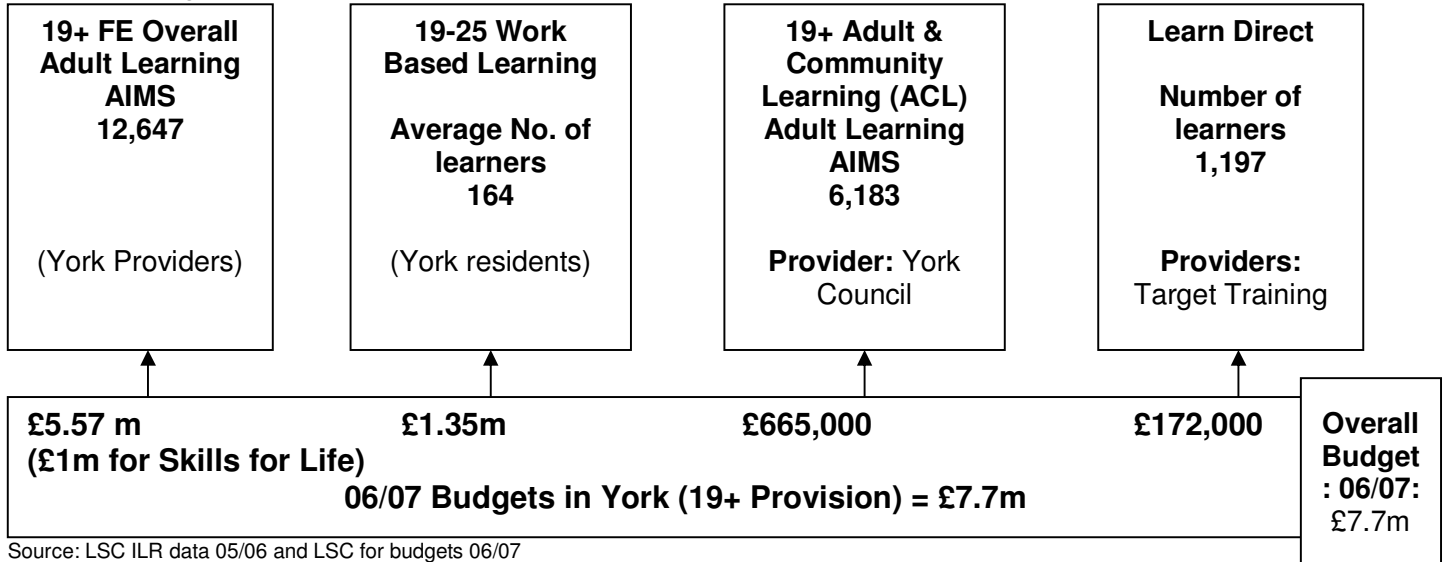 19+ FE Overall
Adult Learning
AIMS
12,647
(York Providers)
19-25 Work
Based Learning
Average No. of
learners
164
(York residents)
19+ Adult &
Community
Learning (ACL)
Adult Learning
AIMS
6,183
Provider: York
Council
Learn Direct
Number of
learners
1,197
Providers:
Target Training
£5.57 m
(£1m for Skills for Life)
£1.35m
£665,000
£172,000
06/07 Budgets in York (19+ Provision) = £7.7m
Overall
Budget
: 06/07:
£7.7m
Source: LSC ILR data 05/06 and LSC for budgets 06/07